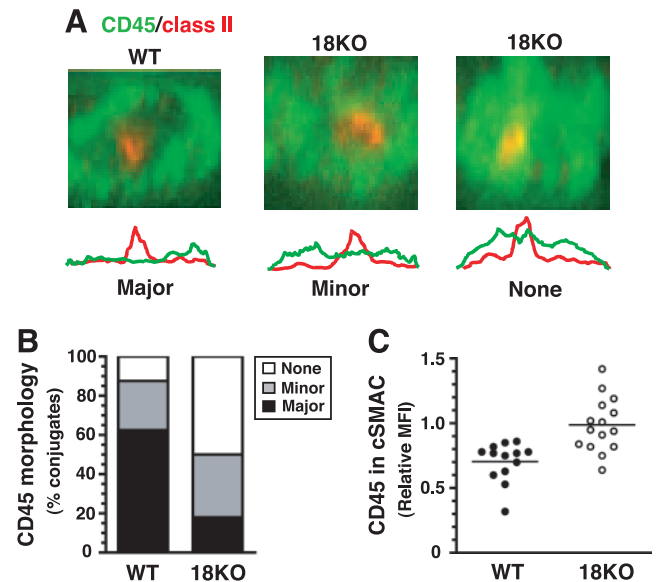 A CD45/class II
WT 18KO 18KO
Major Minor None
B
CD45 morphology
(% conjugates)
100
80
60
40
20
0
WT 18KO
None
Minor
Major
C
CD45 in cSMAC
(Relative MFI)
1.5
1.0
0.5
0
WT 18KO